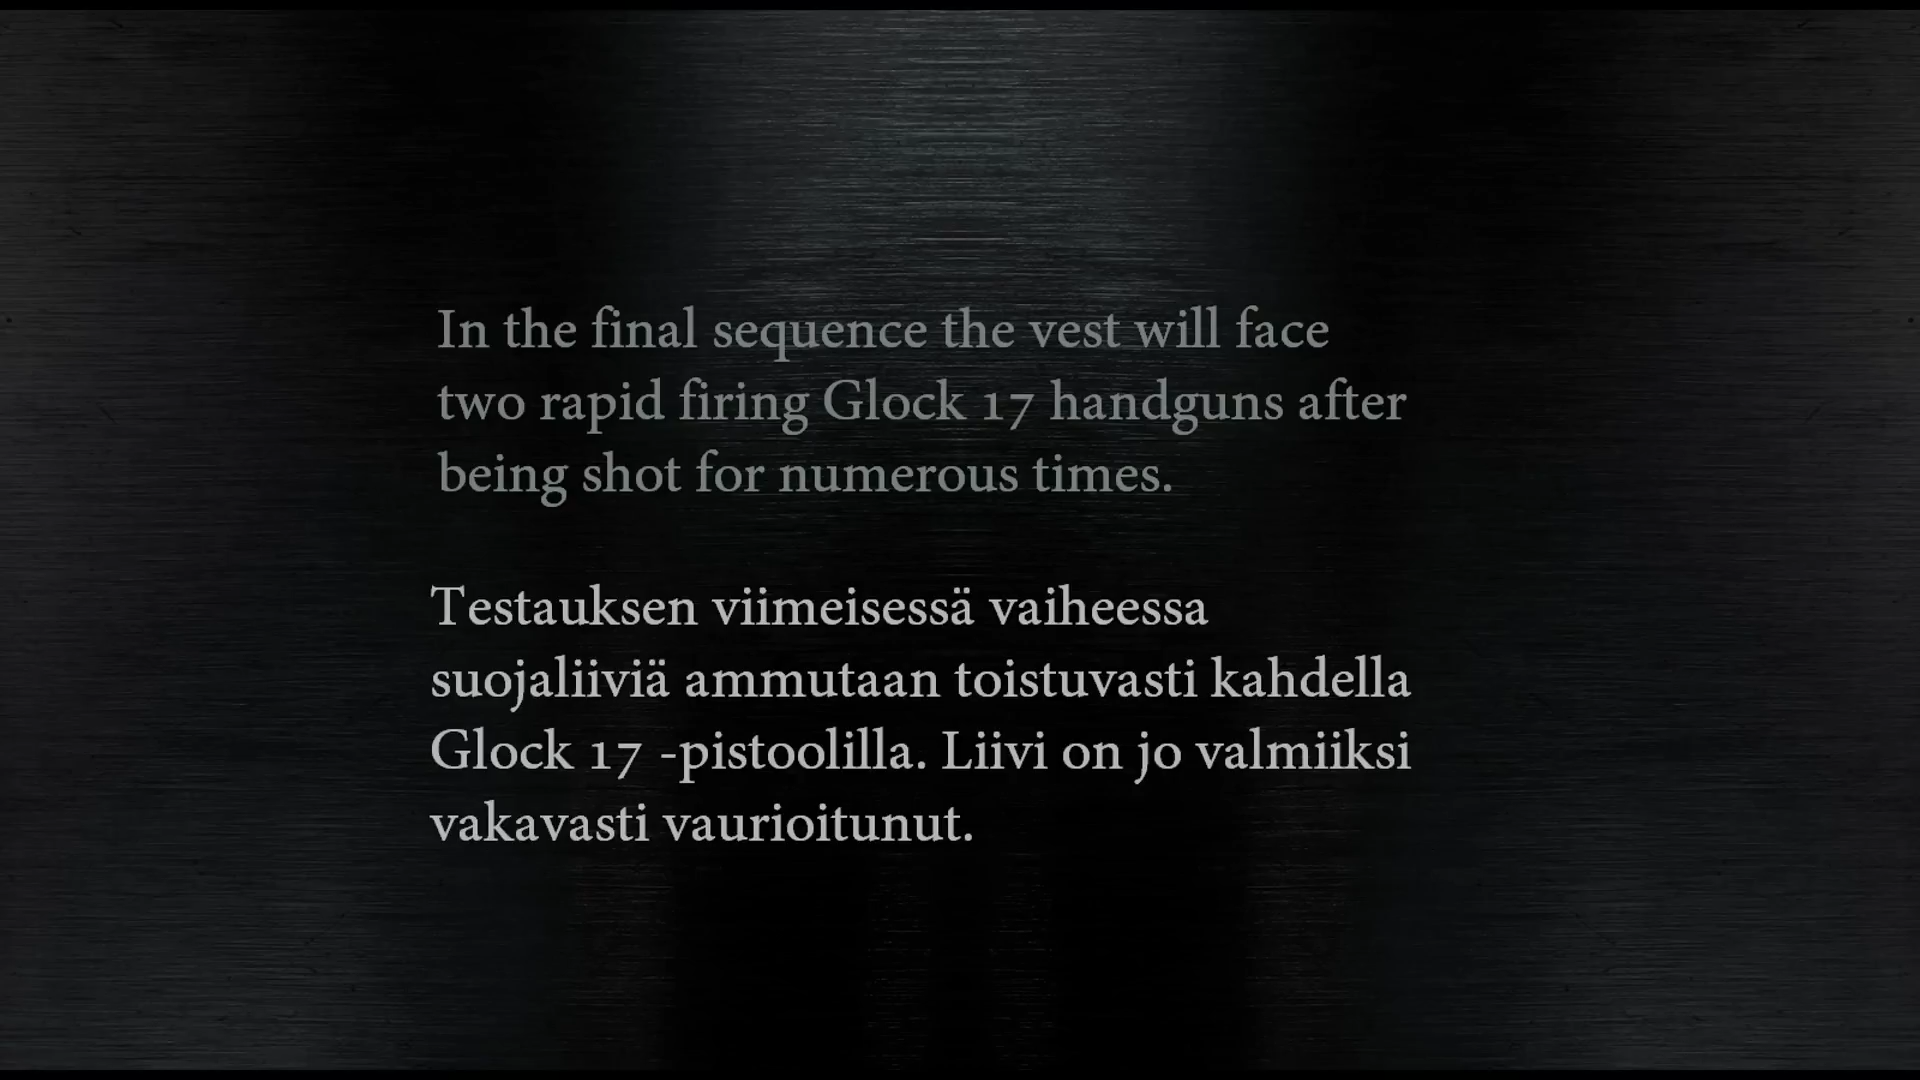 In the final sequence the vest will face
two rapid firing Glock 17 handguns after
being shot for numerous times.
Testauksen viimeisessä vaiheessa
suojaliiviä ammutaan toistuvasti kahdella
Glock 17 -pistoolilla. Liivi on jo valmiiksi
vakavasti vaurioitunut.